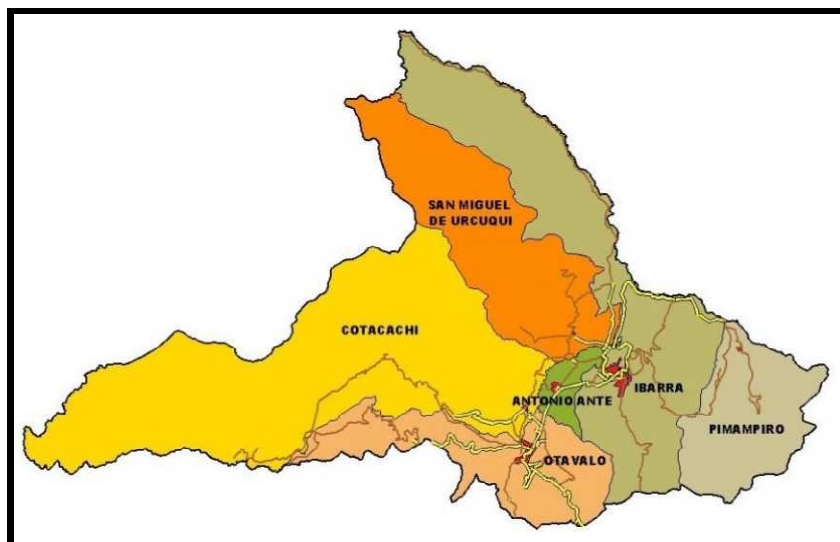 SAN MIGUEL
DE URCUQUI
COTACACHI
ANTONIO ANTE
IBARRA
PIMAMPIRO
OTAVALO